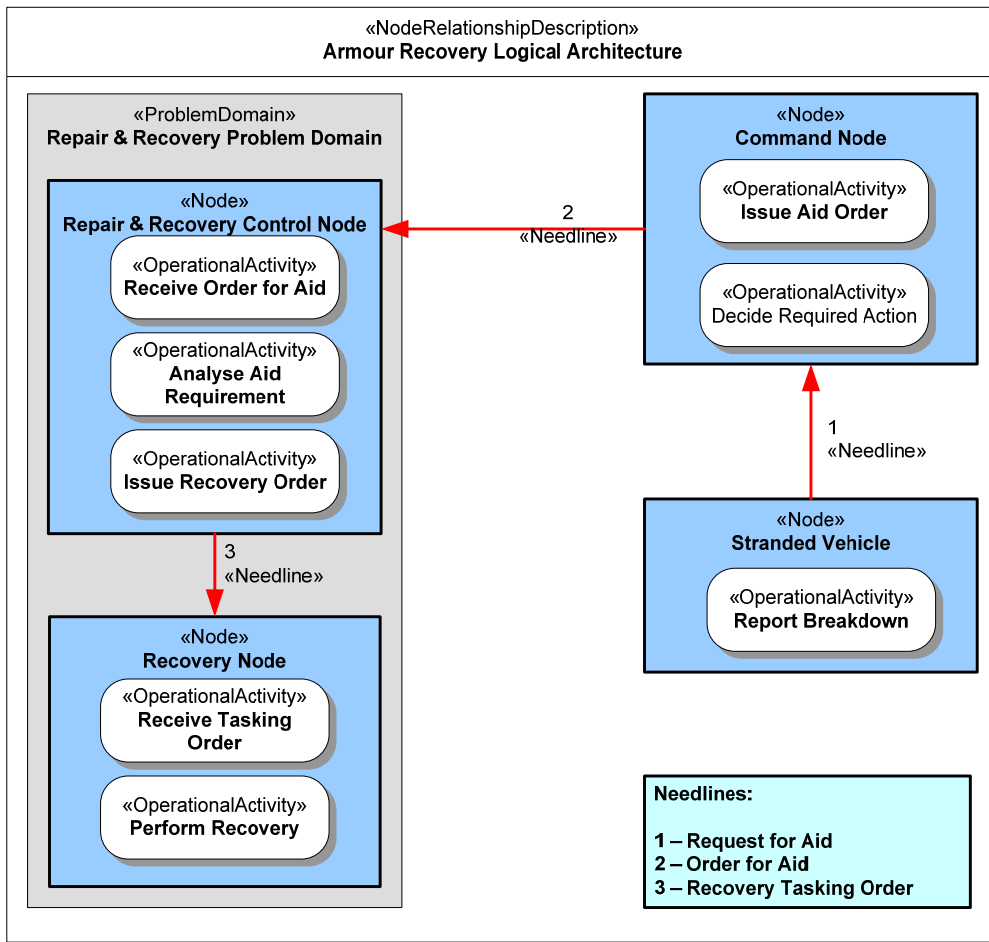 «NodeRelationshipDescription»
Armour Recovery Logical Architecture
«ProblemDomain»
Repair & Recovery Problem Domain
«Node»
Repair & Recovery Control Node
«OperationalActivity»
Receive Order for Aid
«OperationalActivity»
Analyse Aid
Requirement
«OperationalActivity»
Issue Recovery Order
3
«Needline»
«Node»
Recovery Node
«OperationalActivity»
Receive Tasking
Order
«OperationalActivity»
Perform Recovery
2
«Needline»
«Node»
Command Node
«OperationalActivity»
Issue Aid Order
«OperationalActivity»
Decide Required Action
1
«Needline»
«Node»
Stranded Vehicle
«OperationalActivity»
Report Breakdown
Needlines:
1 – Request for Aid
2 – Order for Aid
3 – Recovery Tasking Order